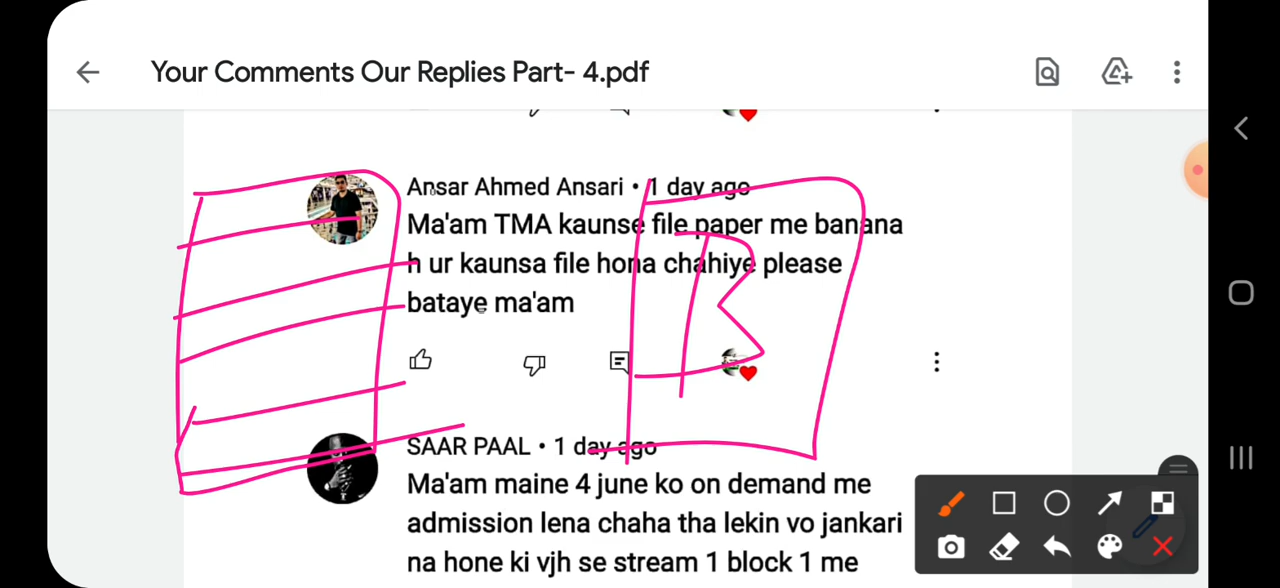 Your Comments Our Replies Part- 4.pdf
Ansar Ahmed Ansari • 1 day ago
Ma'am TMA kaunse file paper me banana
h ur kaunsa file hona chahiye please
bataye ma'am
B
SAAR PAAL • 1 day ago
Ma'am maine 4 june ko on demand me
admission lena chaha tha lekin vo jankari
na hone ki vjh se stream 1 block 1 me